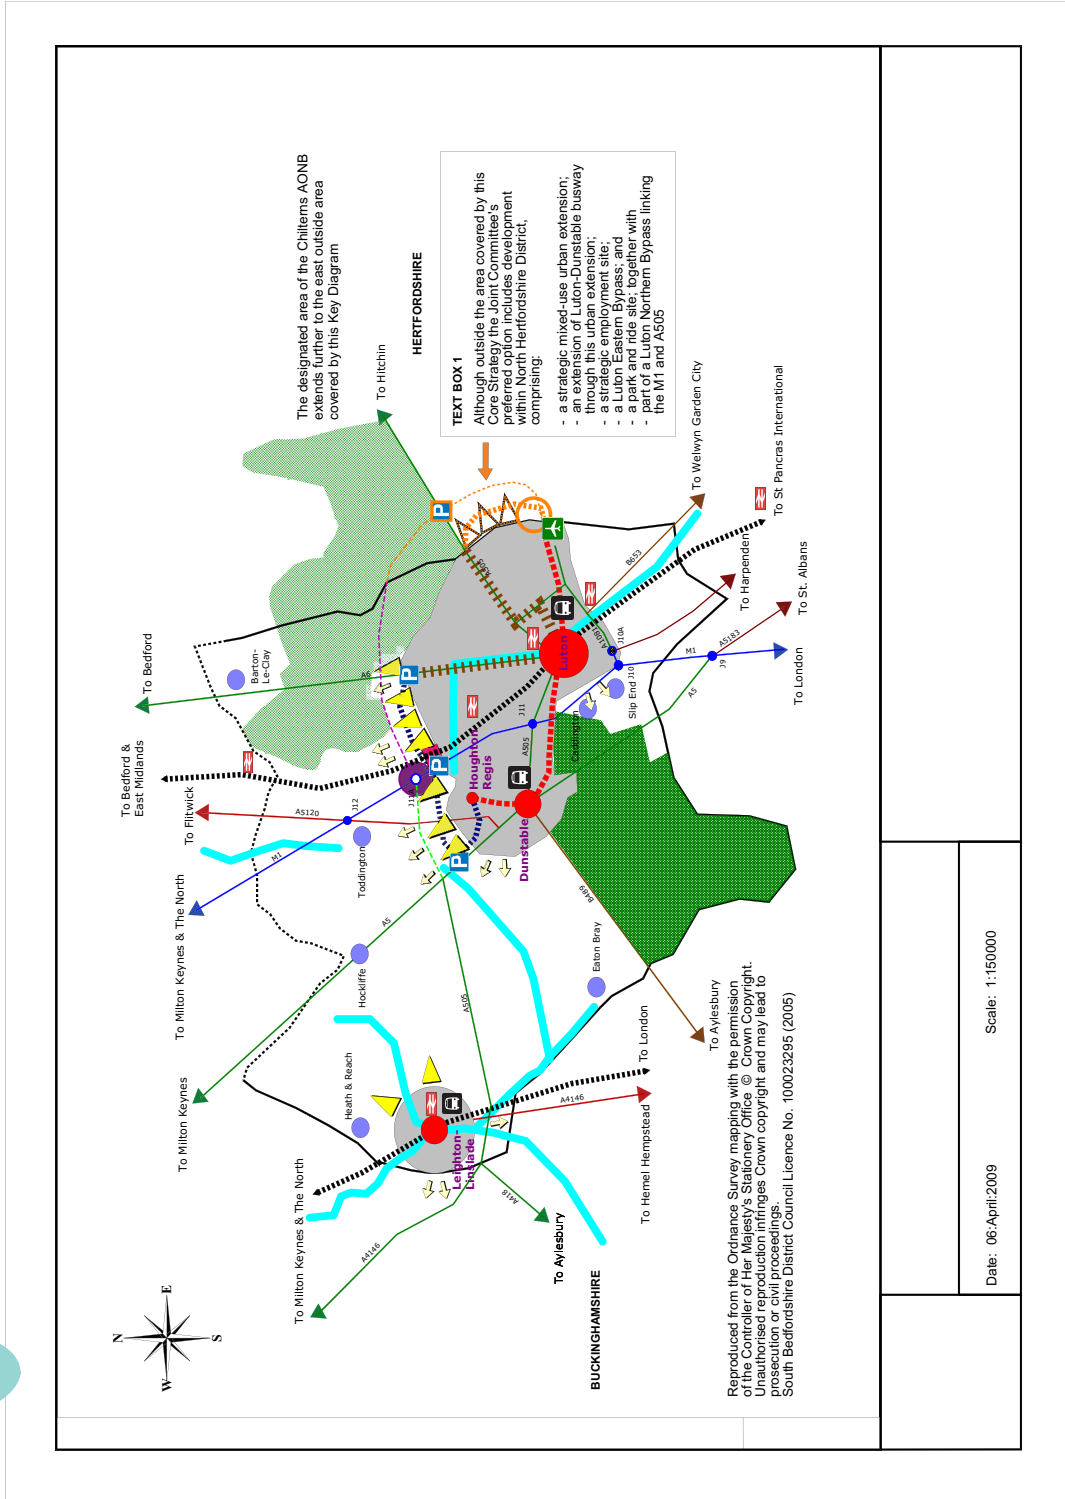 The designated area of the Chilterns AONB
extends further to the east outside area
covered by this Key Diagram
HERTFORDSHIRE
TEXT BOX 1
Although outside the area covered by this
Core Strategy the Joint Committee's
preferred option includes development
within North Hertfordshire District,
comprising:
- a strategic mixed-use urban extension;
- an extension of Luton-Dunstable busway
through this urban extension;
- a strategic employment site;
- a Luton Eastern Bypass; and
- a park and ride site; together with
- part of a Luton Northern Bypass linking
the M1 and A505
N
E
S
W
To Milton Keynes & The North
To Milton Keynes
To Milton Keynes & The North
To Flitwick
To Bedford &
East Midlands
To Bedford
To Hitchin
To Welwyn Garden City
To St Pancras International
To Harpenden
To St. Albans
To London
To Aylesbury
To London
To Hemel Hempstead
To Aylesbury
BUCKINGHAMSHIRE
Barton-
Le-Clay
Toddington
Hockliffe
Heath & Reach
Eaton Bray
Caddington
Slip End
Leighton-
Linslade
Dunstable
Houghton
Regis
Luton
A6
A505
A5120
M1
A5
A505
A4146
A418
A4146
B489
A505
A1081
B653
M1
A5
A5183
J12
J11A
J11
J10
J10A
J9
P
P
P
P
Reproduced from the Ordnance Survey mapping with the permission
of the Controller of Her Majesty's Stationery Office © Crown Copyright.
Unauthorised reproduction infringes Crown copyright and may lead to
prosecution or civil proceedings.
South Bedfordshire District Council Licence No. 100023295 (2005)
Date: 06:April:2009
Scale: 1:150000